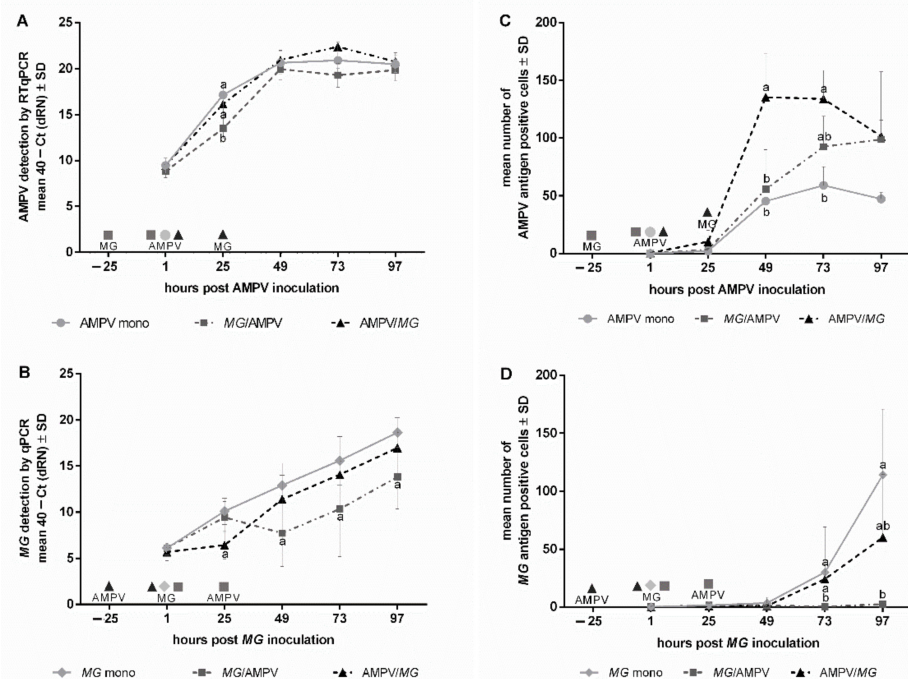 A
AMPV detection by RTqPCR
mean 40 – Ct (dRN) ± SD
25
20
15
10
5
0
a
a
b
MG
AMPV
MG
−25
1
25
49
73
97
hours post AMPV inoculation
AMPV mono
MG/AMPV
AMPV/MG
C
mean number of
AMPV antigen positive cells ± SD
200
150
100
50
0
a
a
ab
b
b
b
MG
AMPV
MG
−25
1
25
49
73
97
hours post AMPV inoculation
AMPV mono
MG/AMPV
AMPV/MG
B
MG detection by qPCR
mean 40 – Ct (dRN) ± SD
25
20
15
10
5
0
a
a
a
a
AMPV
MG
AMPV
−25
1
25
49
73
97
hours post MG inoculation
MG mono
MG/AMPV
AMPV/MG
D
mean number of
MG antigen positive cells ± SD
200
150
100
50
0
a
ab
a
a
b
b
AMPV
MG
AMPV
−25
1
25
49
73
97
hours post MG inoculation
MG mono
MG/AMPV
AMPV/MG